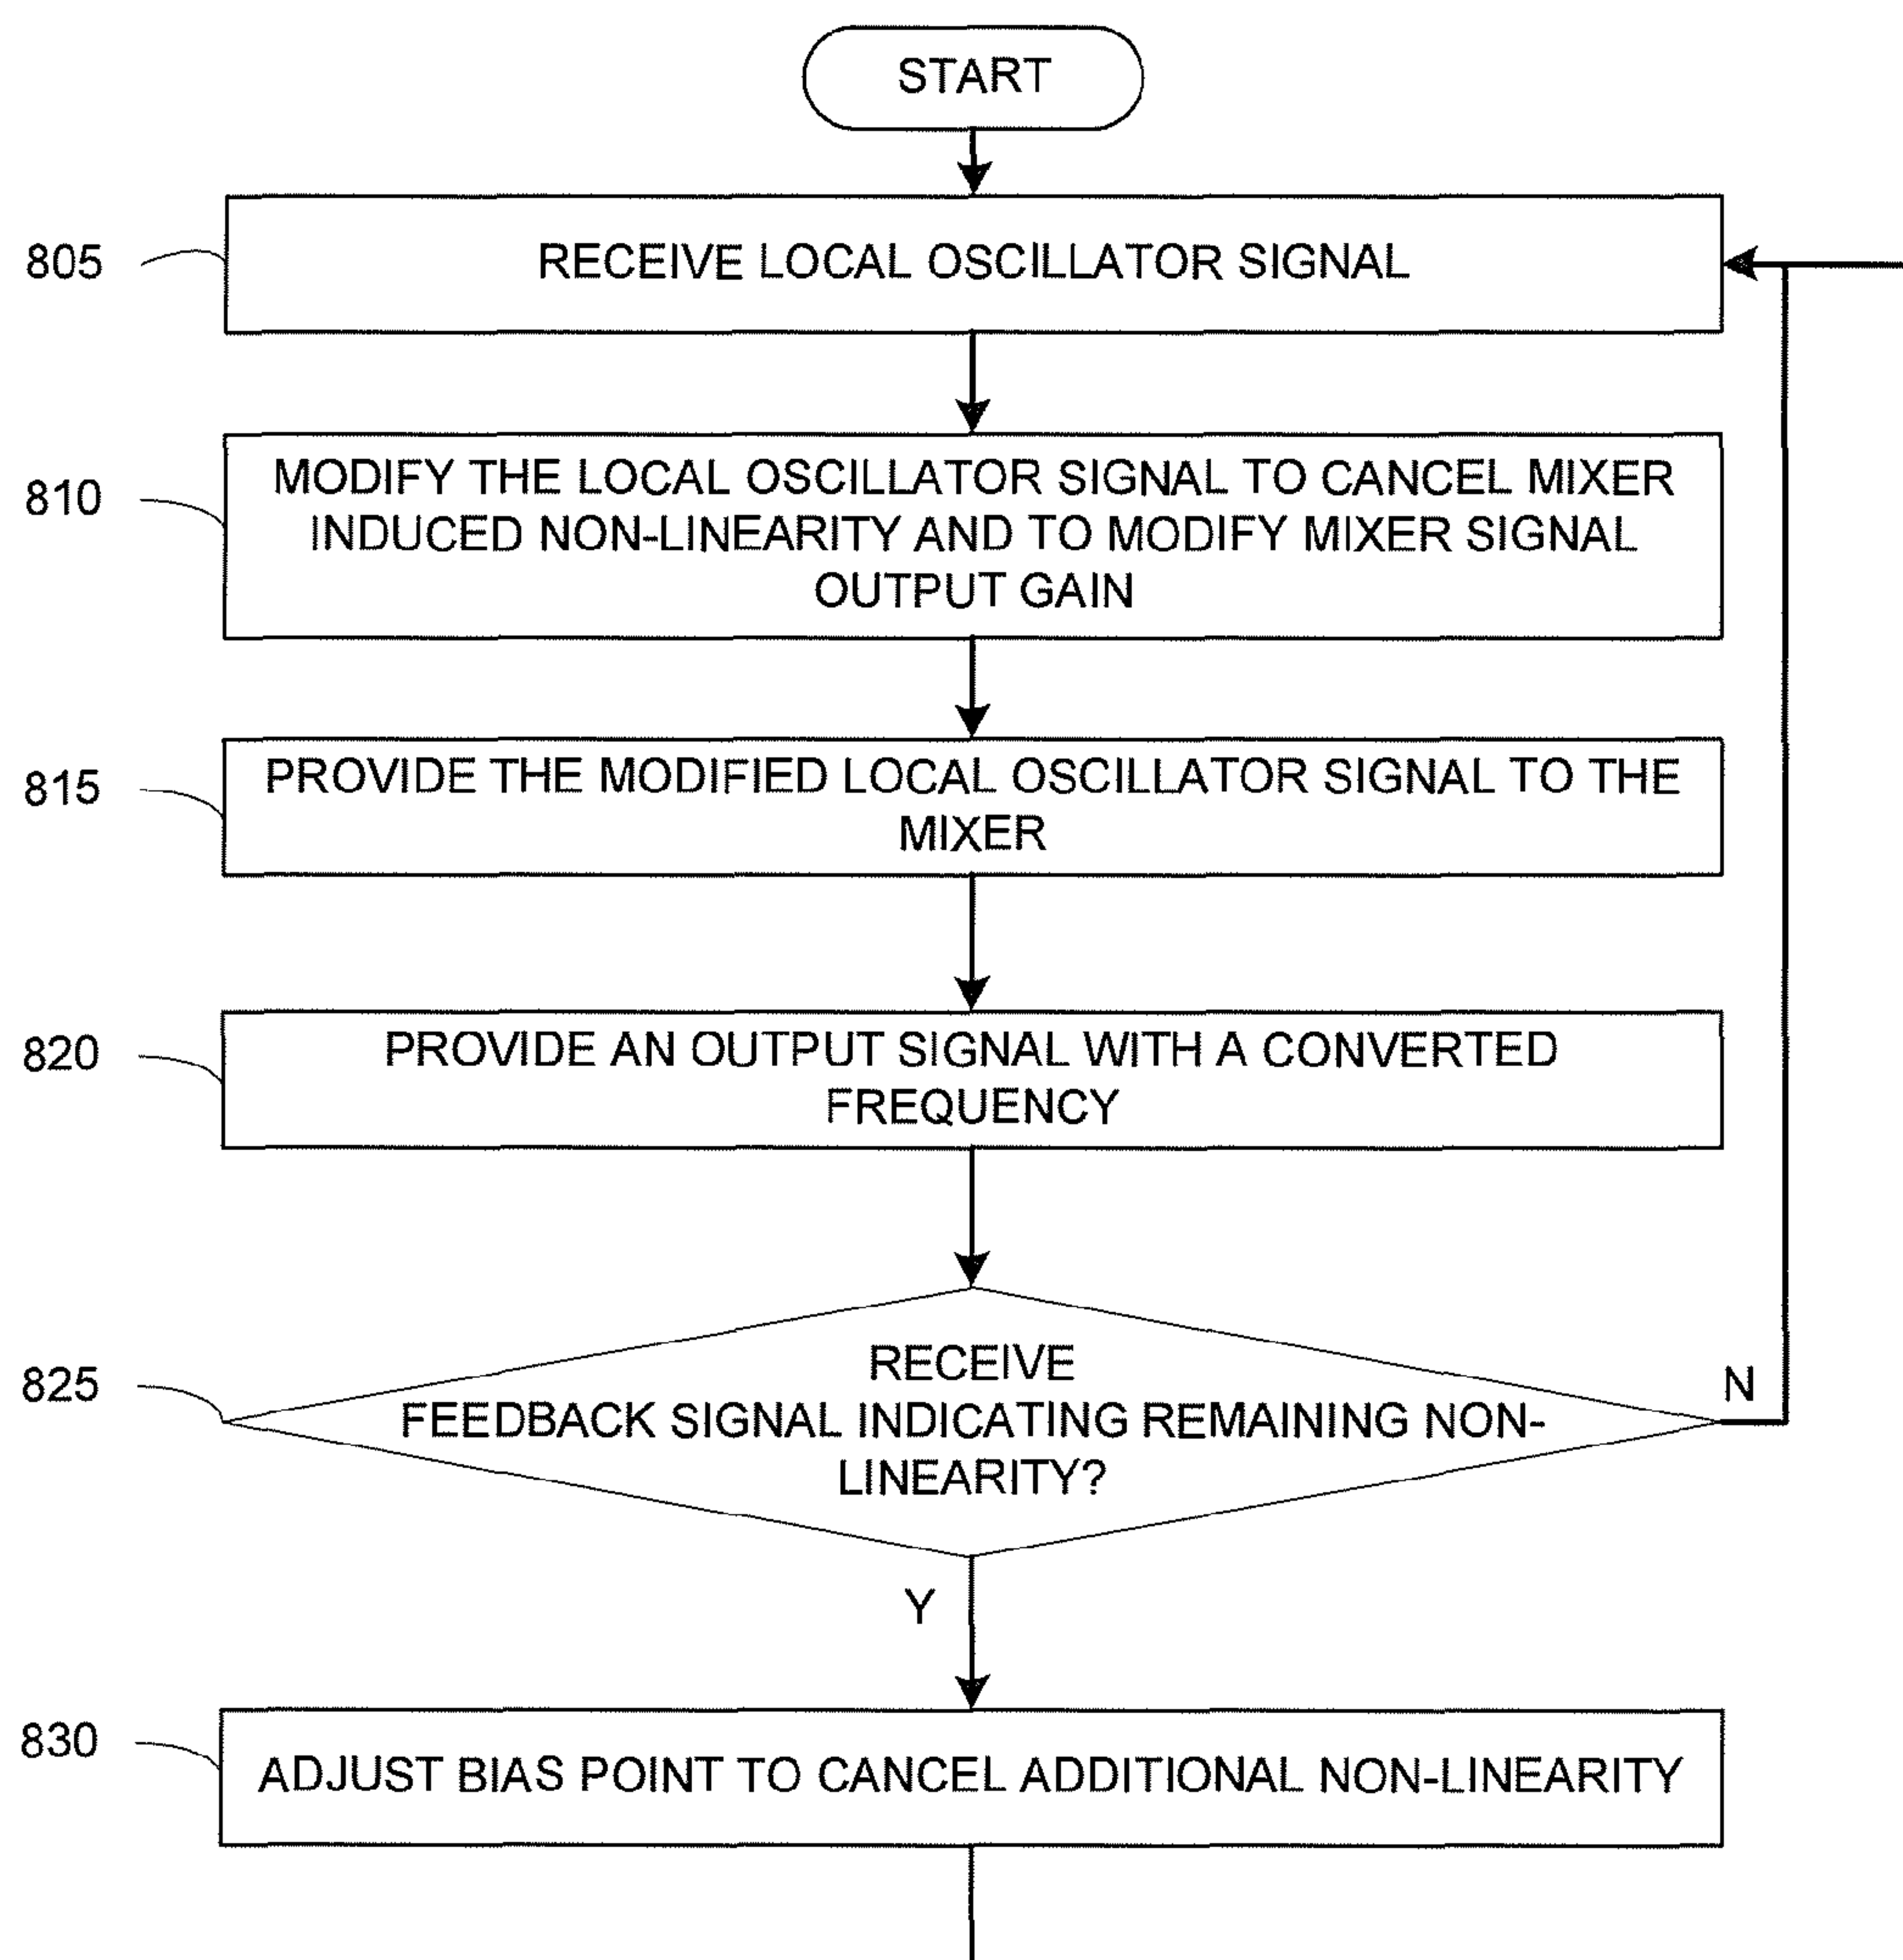 START
805
RECEIVE LOCAL OSCILLATOR SIGNAL
810
MODIFY THE LOCAL OSCILLATOR SIGNAL TO CANCEL MIXER
INDUCED NON-LINEARITY AND TO MODIFY MIXER SIGNAL
OUTPUT GAIN
815
PROVIDE THE MODIFIED LOCAL OSCILLATOR SIGNAL TO THE
MIXER
820
PROVIDE AN OUTPUT SIGNAL WITH A CONVERTED
FREQUENCY
825
RECEIVE
FEEDBACK SIGNAL INDICATING REMAINING NON-
LINEARITY?
N
Y
830
ADJUST BIAS POINT TO CANCEL ADDITIONAL NON-LINEARITY